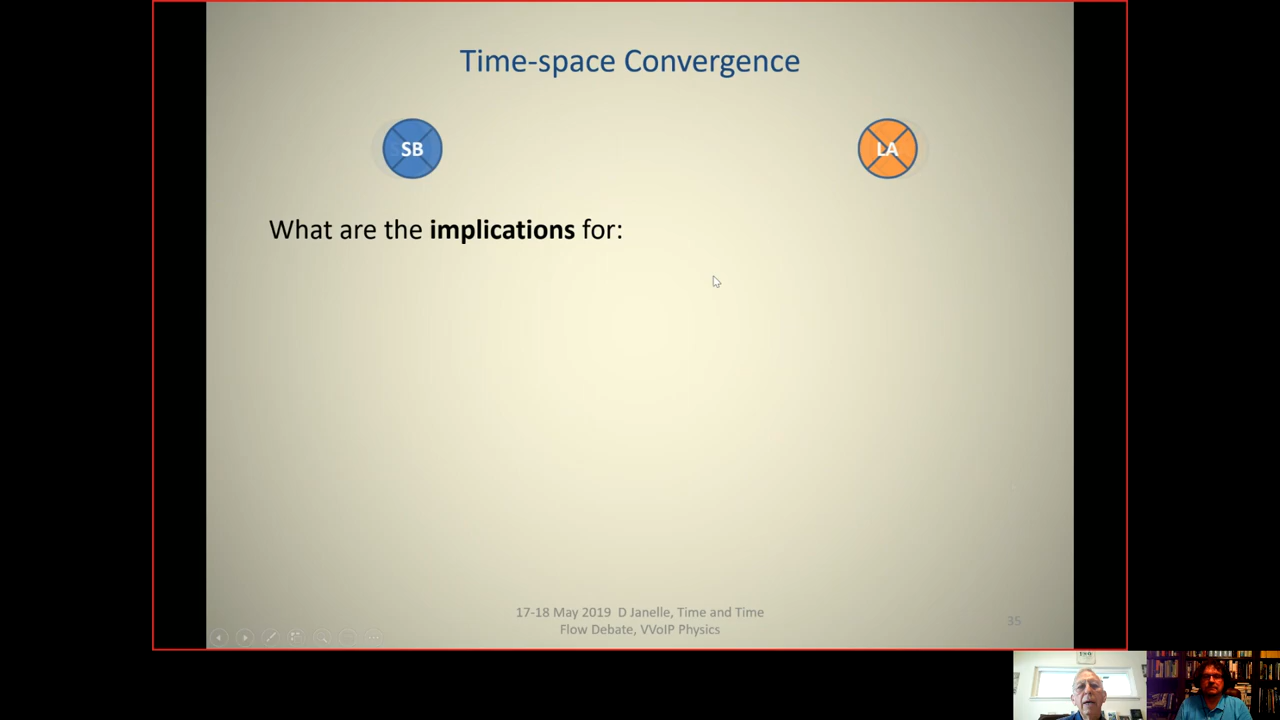 Time-space Convergence
SB
LA
What are the implications for:
17-18 May 2019 D Janelle, Time and Time
Flow Debate, VVoIP Physics
35